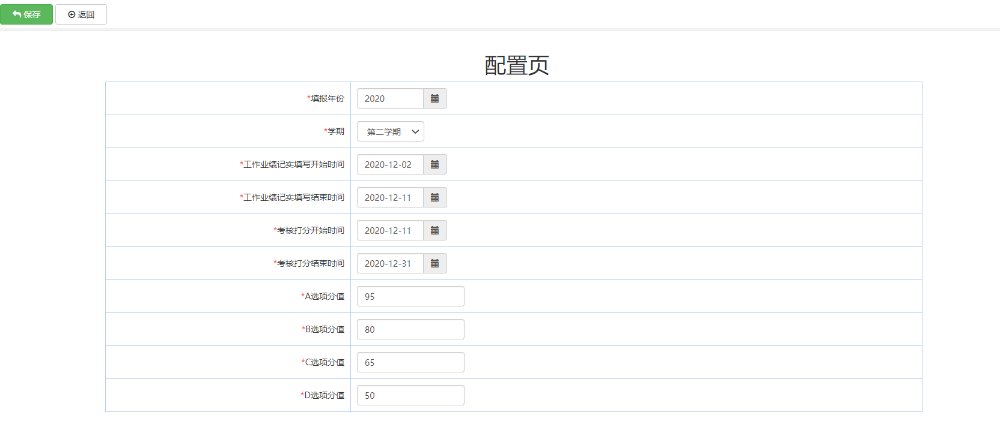 保存 返回
配置页
*填报年份 2020
*学期 第二学期
*工作业绩记实填写开始时间 2020-12-02
*工作业绩记实填写结束时间 2020-12-11
*考核打分开始时间 2020-12-11
*考核打分结束时间 2020-12-31
*A选项分值 95
*B选项分值 80
*C选项分值 65
*D选项分值 50